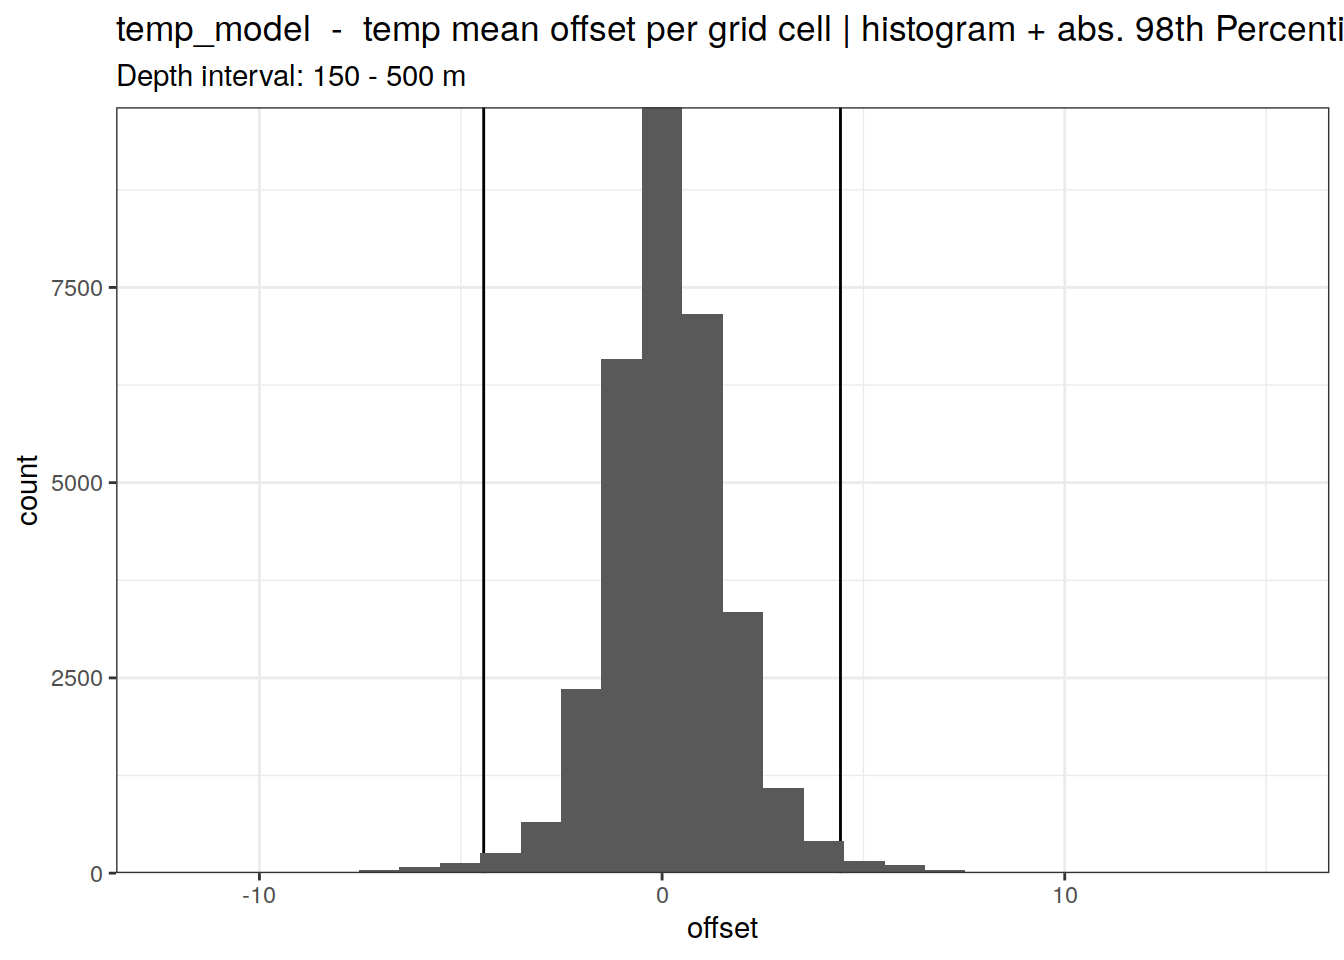 temp_model - temp mean offset per grid cell | histogram + abs. 98th Percenti
Depth interval: 150 - 500 m
7500
5000
2500
0
count
-10
0
10
offset